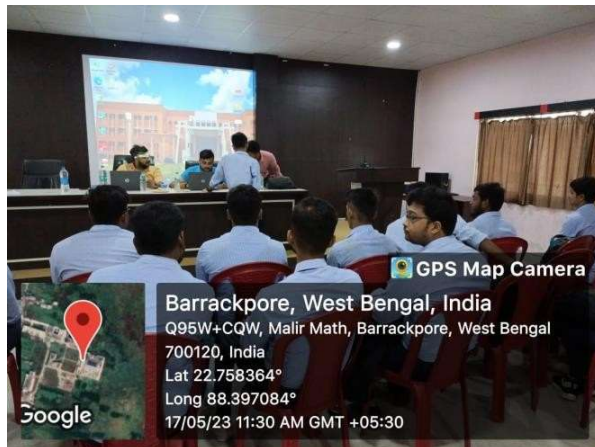 GPS Map Camera
Barrackpore, West Bengal, India
Q95W+CQW, Malir Math, Barrackpore, West Bengal
700120, India
Lat 22.758364°
Long 88.397084°
17/05/23 11:30 AM GMT +05:30
Google